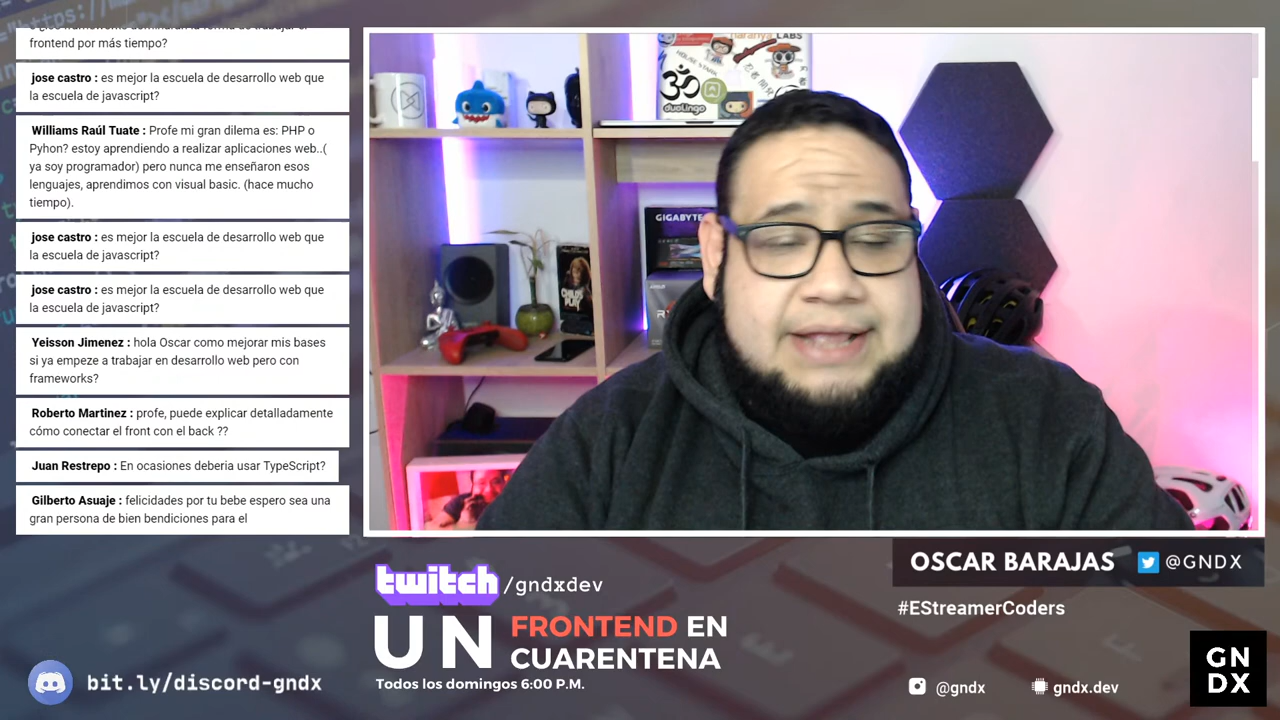 frontend por más tiempo?
jose castro : es mejor la escuela de desarrollo web que
la escuela de javascript?
Williams Raúl Tuate : Profe mi gran dilema es: PHP o
Pyhon? estoy aprendiendo a realizar aplicaciones web..(
ya soy programador) pero nunca me enseñaron esos
lenguajes, aprendimos con visual basic. (hace mucho
tiempo).
jose castro : es mejor la escuela de desarrollo web que
la escuela de javascript?
jose castro : es mejor la escuela de desarrollo web que
la escuela de javascript?
Yeisson Jimenez : hola Oscar como mejorar mis bases
si ya empeze a trabajar en desarrollo web pero con
frameworks?
Roberto Martinez : profe, puede explicar detalladamente
cómo conectar el front con el back ??
Juan Restrepo : En ocasiones deberia usar TypeScript?
Gilberto Asuaje : felicidades por tu bebe espero sea una
gran persona de bien bendiciones para el
LABS
duolingo
GIGABYTE
CHILD'S
PLAY
OSCAR BARAJAS
@GNDX
#EStreamerCoders
twitch/gndxdev
UN FRONTEND EN
CUARENTENA
Todos los domingos 6:00 P.M.
bit.ly/discord-gndx
@gndx
gndx.dev
GN
DX